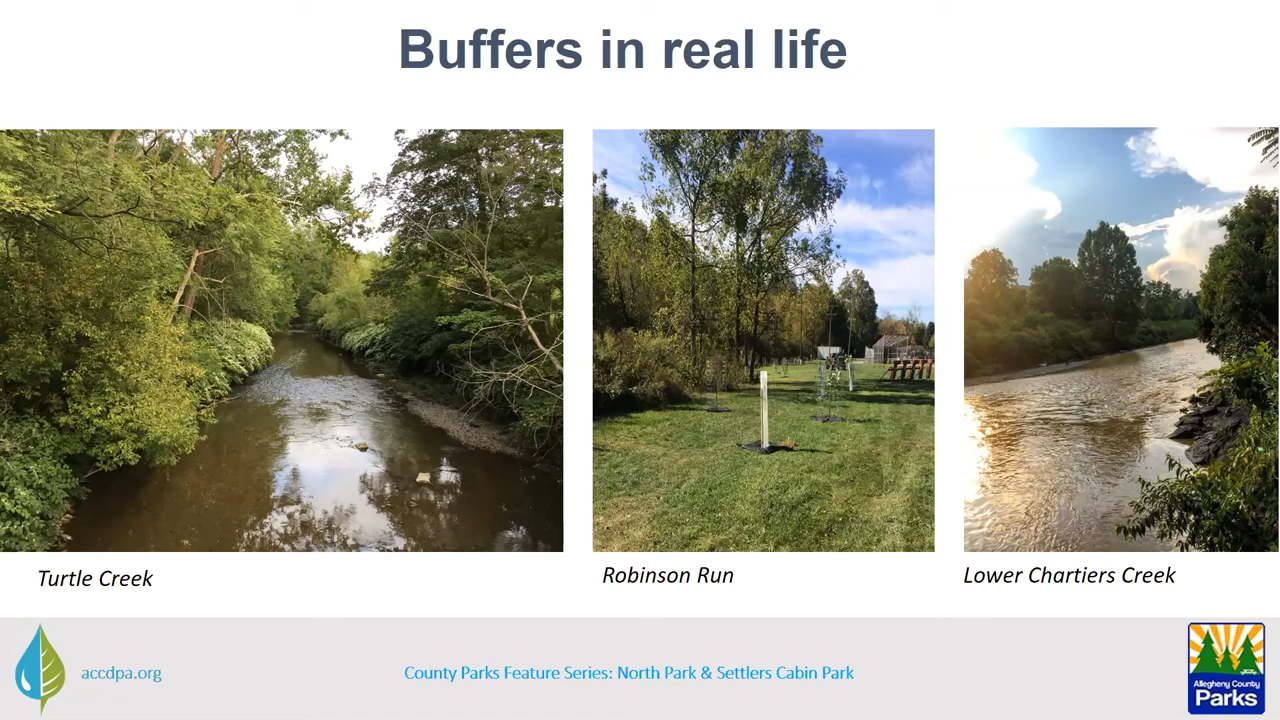 Buffers in real life
Turtle Creek
Robinson Run
Lower Chartiers Creek
accdpa.org
County Parks Feature Series: North Park & Settlers Cabin Park
Allegheny County
Parks